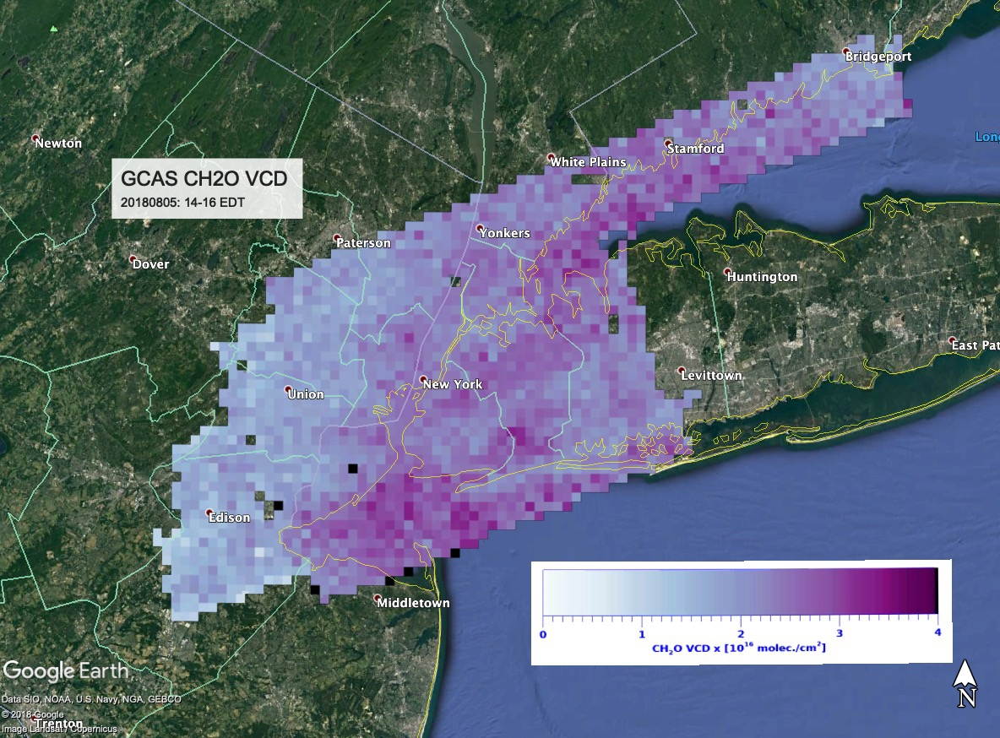 Bridgeport
Long
Newton
Stamford
White Plains
GCAS CH2O VCD
20180805: 14-16 EDT
Yonkers
Paterson
Dover
Huntington
East Pat
Levittown
New York
Union
Edison
Middletown
0 1 2 3 4
CH₂O VCD x [10¹⁶ molec./cm²]
Google Earth
N
Data SIO, NOAA, U.S. Navy, NGA, GEBCO
© 2018 Google
Trenton
Image Landsat / Copernicus